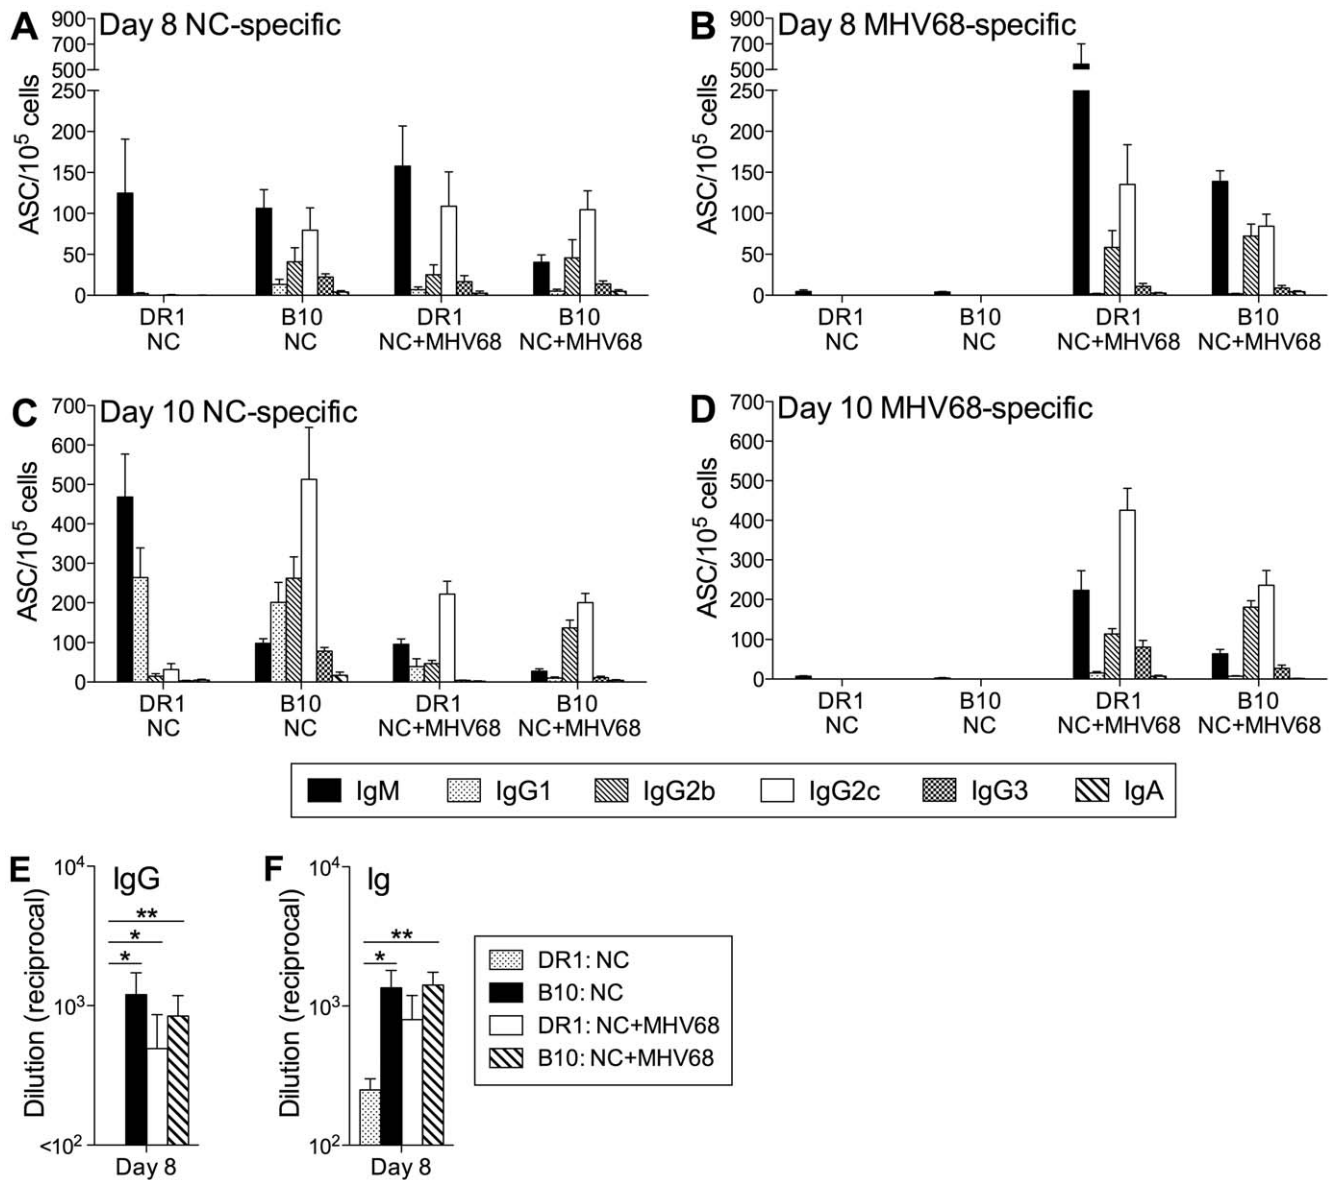 A Day 8 NC-specific
900
700
500
250
200
150
100
50
0
ASC/10⁵ cells
DR1 B10 DR1 B10
NC NC NC+MHV68 NC+MHV68
B Day 8 MHV68-specific
900
700
500
250
200
150
100
50
0
ASC/10⁵ cells
DR1 B10 DR1 B10
NC NC NC+MHV68 NC+MHV68
C Day 10 NC-specific
700
600
500
400
300
200
100
0
ASC/10⁵ cells
DR1 B10 DR1 B10
NC NC NC+MHV68 NC+MHV68
D Day 10 MHV68-specific
700
600
500
400
300
200
100
0
ASC/10⁵ cells
DR1 B10 DR1 B10
NC NC NC+MHV68 NC+MHV68
IgM IgG1 IgG2b IgG2c IgG3 IgA
E IgG
10⁴
10³
<10²
Dilution (reciprocal)
**
*
*
Day 8
F Ig
10⁴
10³
10²
Dilution (reciprocal)
**
*
Day 8
DR1: NC
B10: NC
DR1: NC+MHV68
B10: NC+MHV68